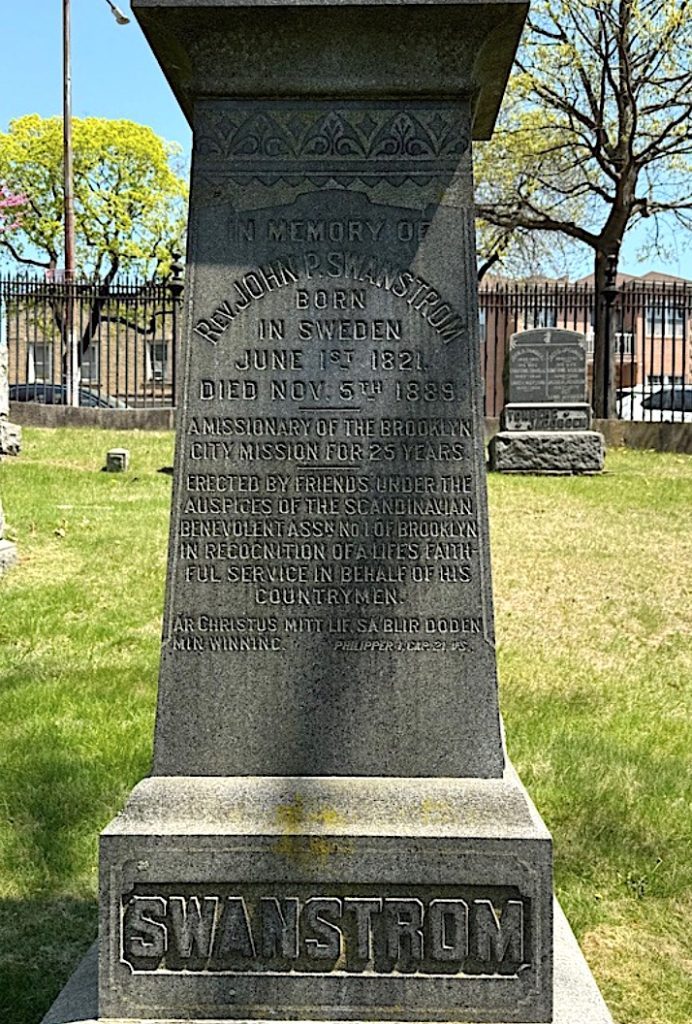 IN MEMORY OF
REV. JOHN P. SWANSTROM
BORN
IN SWEDEN
JUNE 1ST 1821.
DIED NOV. 5TH 1889.
A MISSIONARY OF THE BROOKLYN
CITY MISSION FOR 25 YEARS.
ERECTED BY FRIENDS UNDER THE
AUSPICES OF THE SCANDINAVIAN
BENEVOLENT ASSN. NO 1. OF BROOKLYN
IN RECOGNITION OF A LIFE'S FAITH-
FUL SERVICE IN BEHALF OF HIS
COUNTRYMEN.
ÄR CHRISTUS MITT LIF, SÅ BLIR DÖDEN
MIN WINNING. PHILIPPER 1, CAP. 21, VS.
SWANSTROM